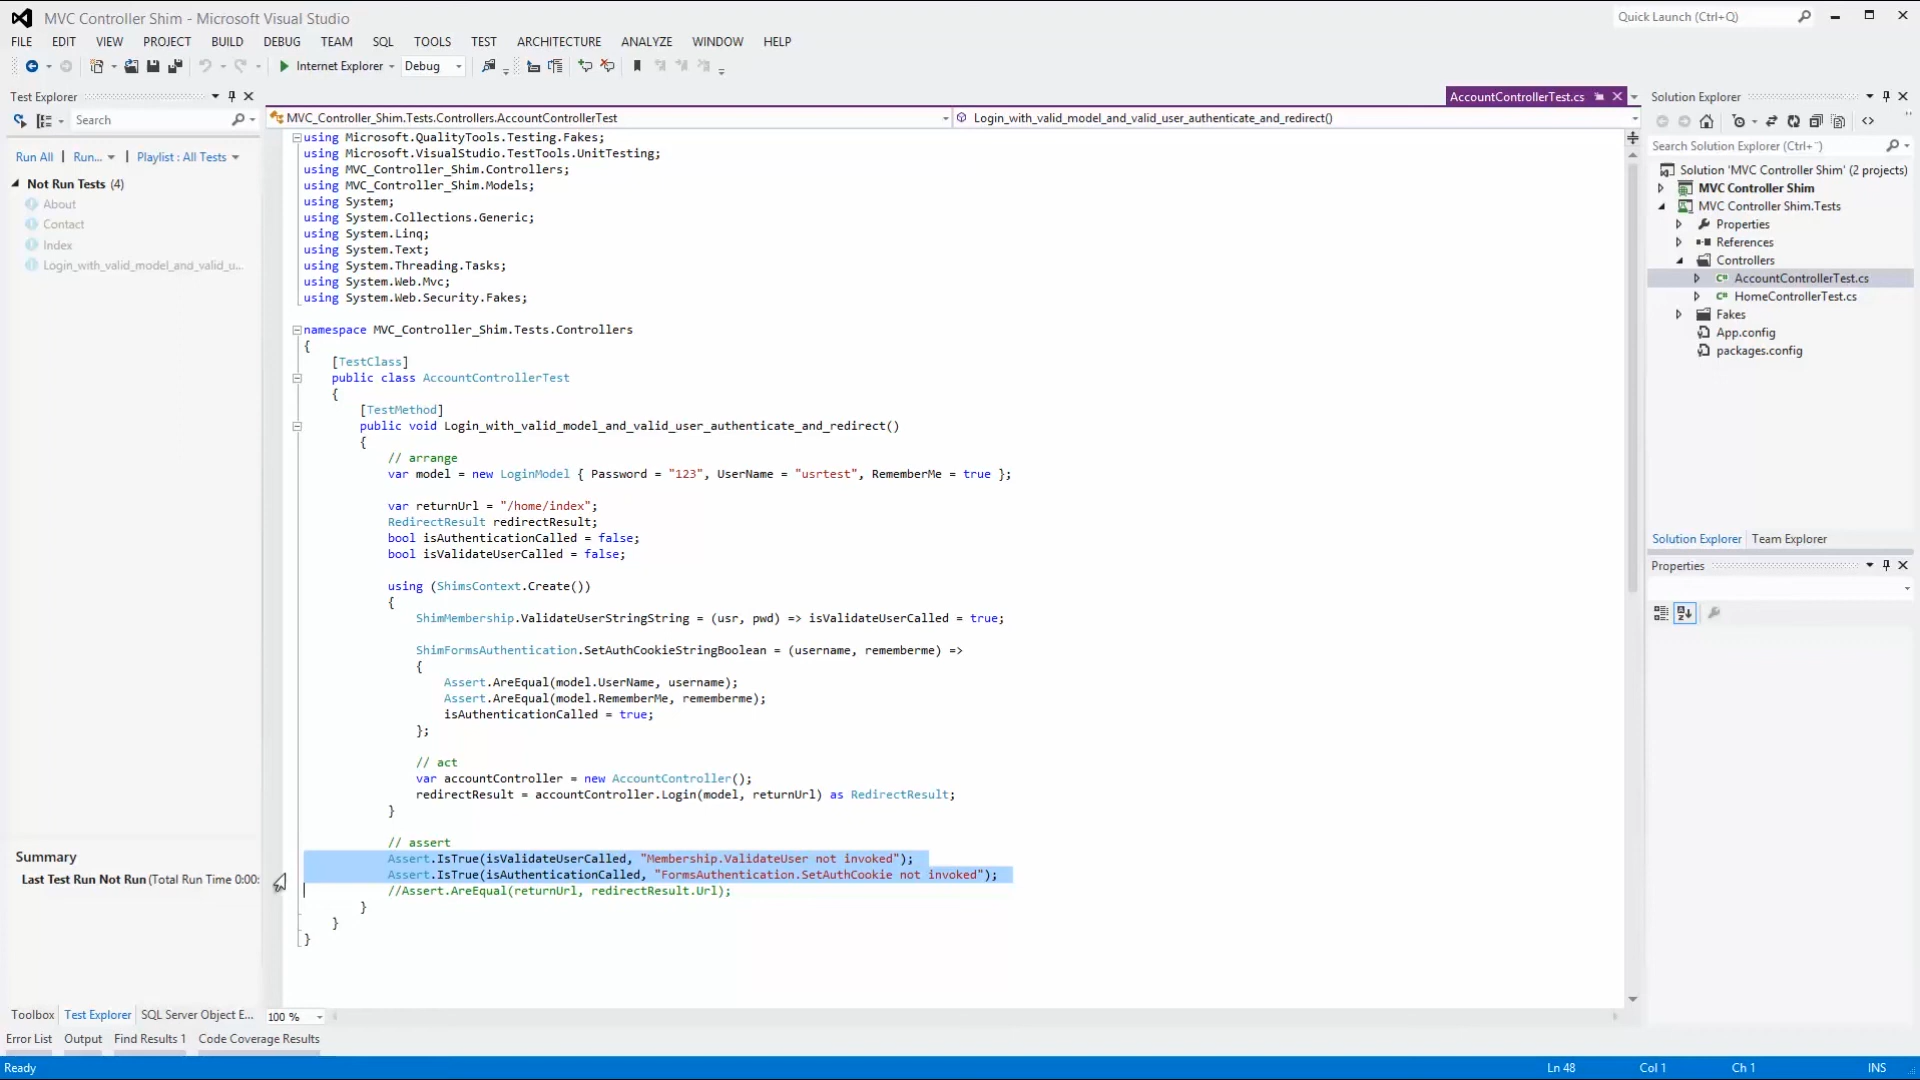 MVC Controller Shim - Microsoft Visual Studio
Quick Launch (Ctrl+Q)
FILE EDIT VIEW PROJECT BUILD DEBUG TEAM SQL TOOLS TEST ARCHITECTURE ANALYZE WINDOW HELP
Internet Explorer Debug
Test Explorer
Search
Run All | Run... | Playlist : All Tests
Not Run Tests (4)
About
Contact
Index
Login_with_valid_model_and_valid_u...
Summary
Last Test Run Not Run (Total Run Time 0:00:
AccountControllerTest.cs
MVC_Controller_Shim.Tests.Controllers.AccountControllerTest
Login_with_valid_model_and_valid_user_authenticate_and_redirect()
using Microsoft.QualityTools.Testing.Fakes;
using Microsoft.VisualStudio.TestTools.UnitTesting;
using MVC_Controller_Shim.Controllers;
using MVC_Controller_Shim.Models;
using System;
using System.Collections.Generic;
using System.Linq;
using System.Text;
using System.Threading.Tasks;
using System.Web.Mvc;
using System.Web.Security.Fakes;
namespace MVC_Controller_Shim.Tests.Controllers
{
[TestClass]
public class AccountControllerTest
{
[TestMethod]
public void Login_with_valid_model_and_valid_user_authenticate_and_redirect()
{
// arrange
var model = new LoginModel { Password = "123", UserName = "usrtest", RememberMe = true };
var returnUrl = "/home/index";
RedirectResult redirectResult;
bool isAuthenticationCalled = false;
bool isValidateUserCalled = false;
using (ShimsContext.Create())
{
ShimMembership.ValidateUserStringString = (usr, pwd) => isValidateUserCalled = true;
ShimFormsAuthentication.SetAuthCookieStringBoolean = (username, rememberme) =>
{
Assert.AreEqual(model.UserName, username);
Assert.AreEqual(model.RememberMe, rememberme);
isAuthenticationCalled = true;
};
// act
var accountController = new AccountController();
redirectResult = accountController.Login(model, returnUrl) as RedirectResult;
}
// assert
Assert.IsTrue(isValidateUserCalled, "Membership.ValidateUser not invoked");
Assert.IsTrue(isAuthenticationCalled, "FormsAuthentication.SetAuthCookie not invoked");
//Assert.AreEqual(returnUrl, redirectResult.Url);
}
}
}
100 %
Solution Explorer
Search Solution Explorer (Ctrl+¨)
Solution 'MVC Controller Shim' (2 projects)
MVC Controller Shim
MVC Controller Shim.Tests
Properties
References
Controllers
AccountControllerTest.cs
HomeControllerTest.cs
Fakes
App.config
packages.config
Solution Explorer Team Explorer
Properties
Toolbox Test Explorer SQL Server Object E...
Error List Output Find Results 1 Code Coverage Results
Ready Ln 48 Col 1 Ch 1 INS